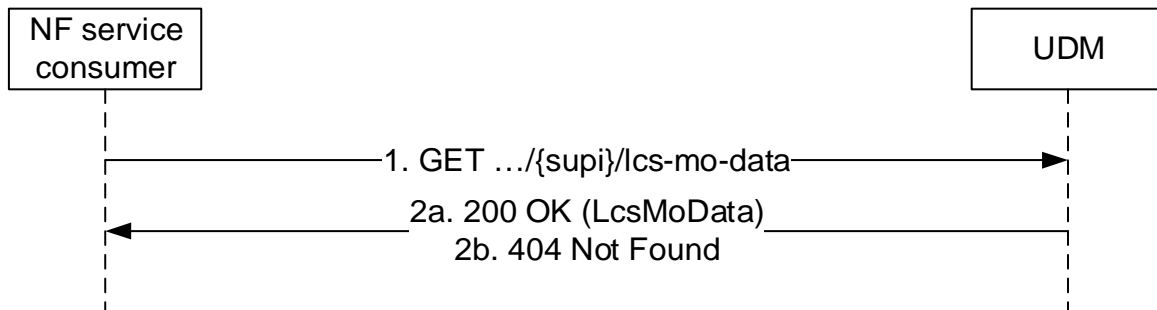 NF service
consumer
UDM
1. GET …/{supi}/lcs-mo-data
2a. 200 OK (LcsMoData)
2b. 404 Not Found